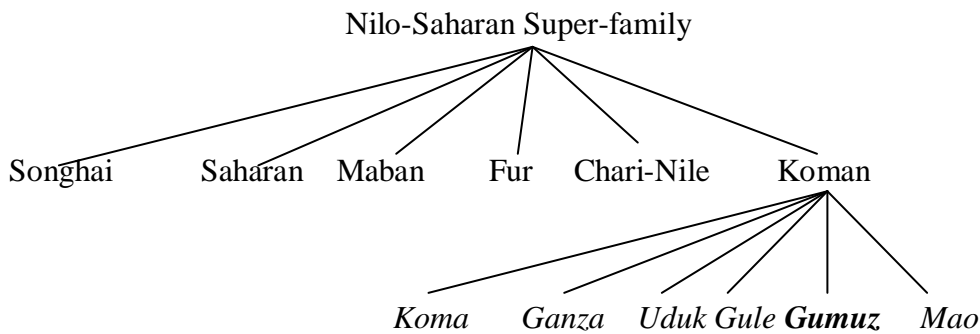 Nilo-Saharan Super-family
Songhai Saharan Maban Fur Chari-Nile Koman
Koma Ganza Uduk Gule Gumuz Mao